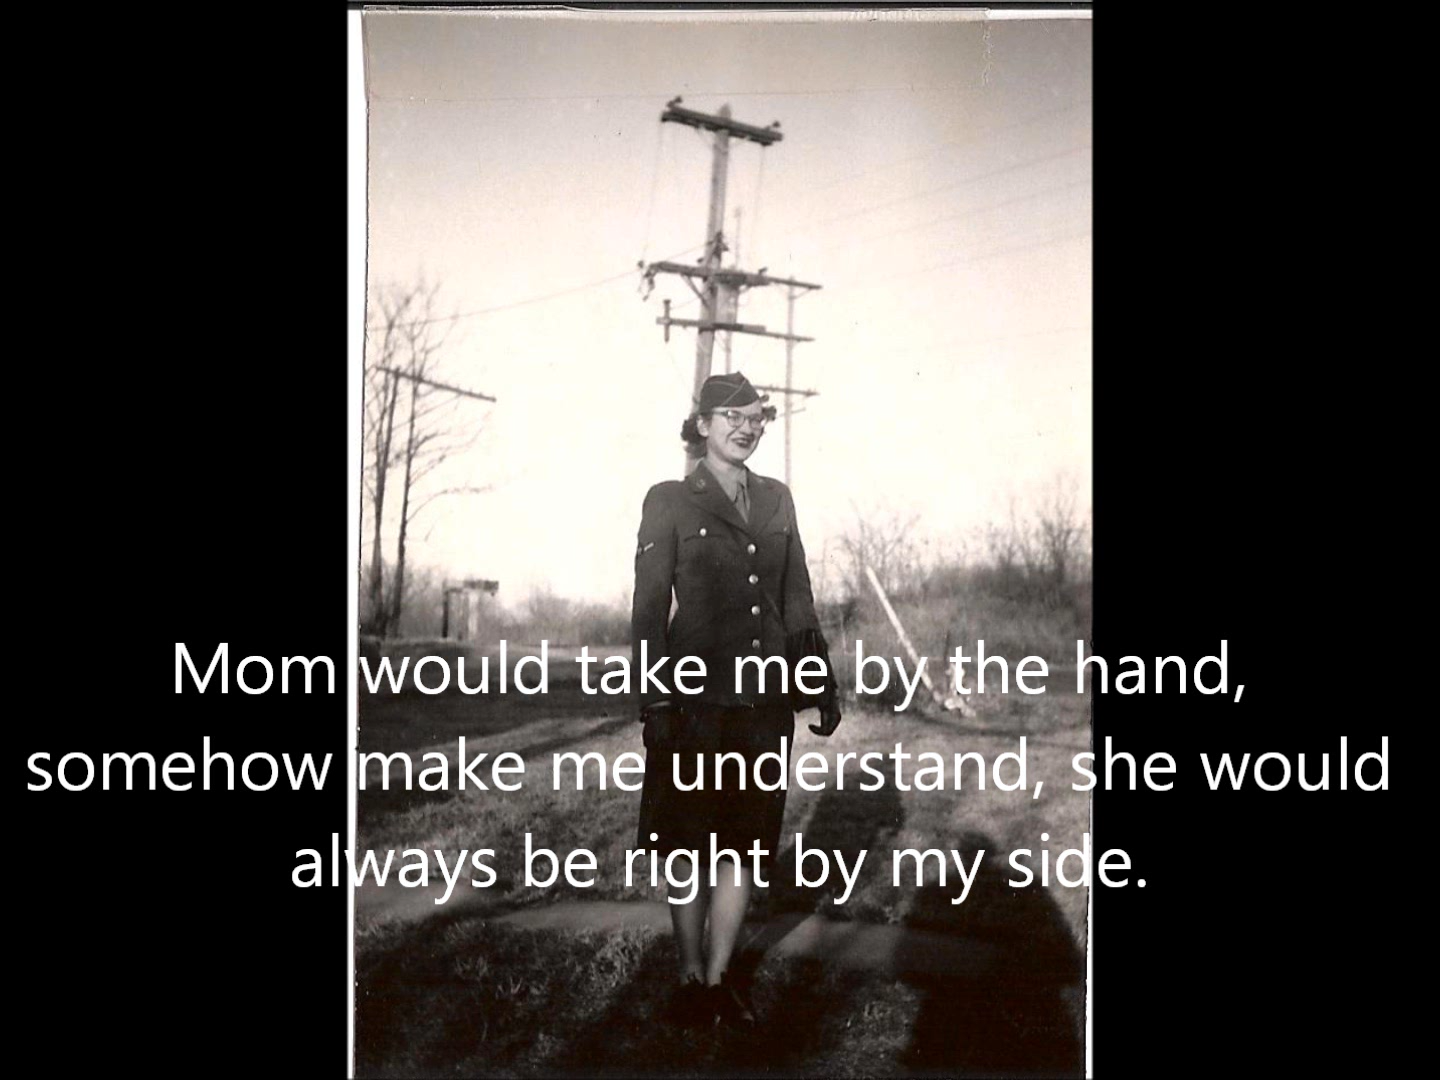 Mom would take me by the hand,
somehow make me understand, she would
always be right by my side.